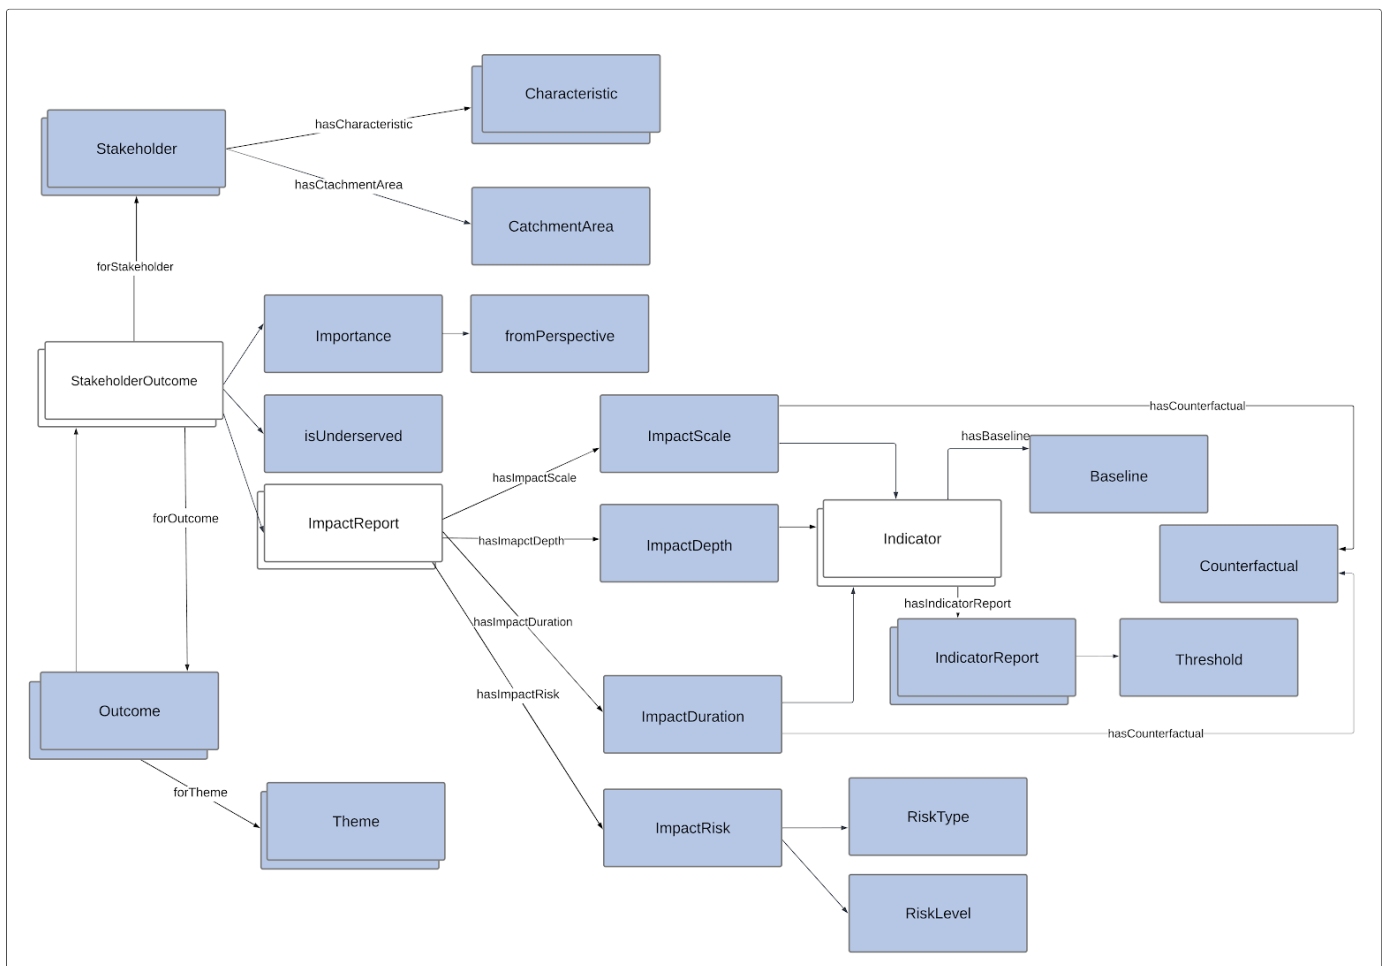 Characteristic
Stakeholder
hasCharacteristic
hasCtachmentArea
CatchmentArea
forStakeholder
Importance
fromPerspective
StakeholderOutcome
isUnderserved
ImpactScale
hasCounterfactual
hasBaseline
Baseline
hasImpactScale
forOutcome
ImpactReport
hasImapctDepth
ImpactDepth
Indicator
Counterfactual
hasIndicatorReport
hasImpactDuration
IndicatorReport
Threshold
hasImpactRisk
Outcome
ImpactDuration
hasCounterfactual
forTheme
Theme
ImpactRisk
RiskType
RiskLevel